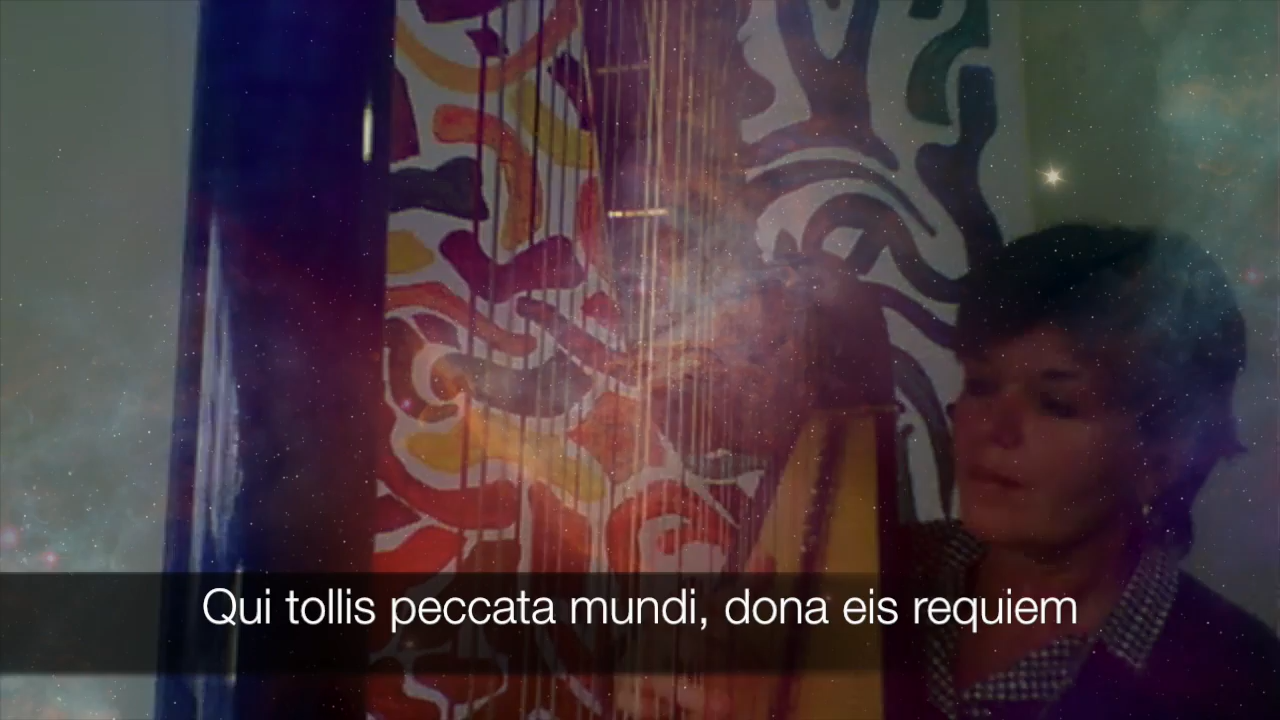 Qui tollis peccata mundi, dona eis requiem